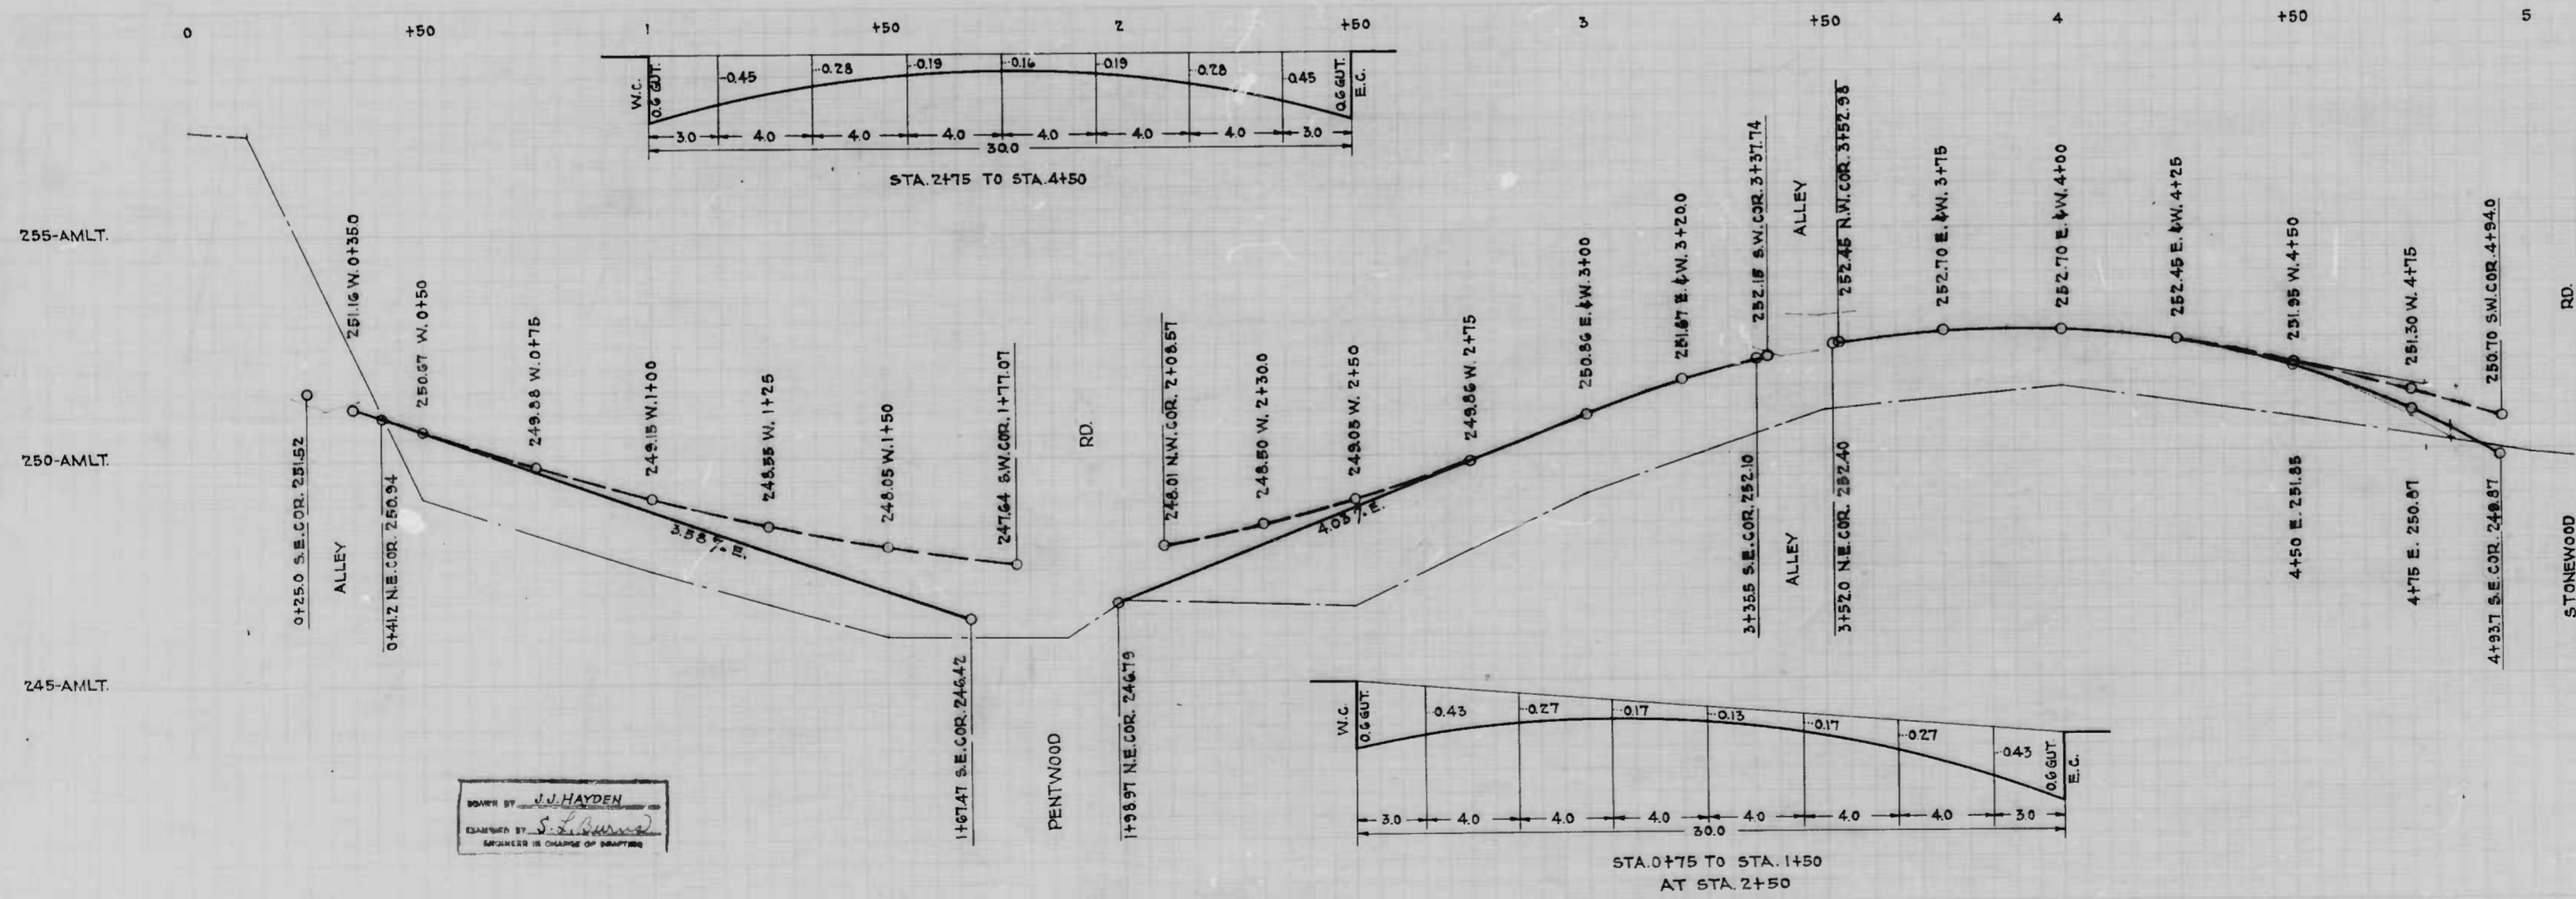 0 +50 1 +50 2 +50 3 +50 4 +50 5
W.C.
0.6 GUT.
-0.45 -0.28 -0.19 -0.16 -0.19 -0.28 -0.45
0.6 GUT.
E.C.
3.0 4.0 4.0 4.0 4.0 4.0 4.0 3.0
30.0
STA. 2+75 TO STA. 4+50
255-AMLT.
250-AMLT.
245-AMLT.
0+25.0 S.E.COR. 251.52
ALLEY
251.16 W. 0+35.0
0+41.2 N.E.COR. 250.94
250.67 W. 0+50
249.88 W. 0+75
249.15 W. 1+00
248.55 W. 1+25
248.05 W. 1+50
247.64 S.W.COR. 1+77.07
3.58% E.
1+67.47 S.E.COR. 246.42
PENTWOOD
RD.
1+98.97 N.E.COR. 246.79
248.01 N.W.COR. 2+08.57
248.50 W. 2+30.0
249.05 W. 2+50
4.03% E.
249.86 W. 2+75
250.86 E.&W. 3+00
251.67 E.&W. 3+20.0
252.15 S.W.COR. 3+37.74
3+35.5 S.E.COR. 252.10
ALLEY
ALLEY
252.45 N.W.COR. 3+52.98
3+52.0 N.E.COR. 252.40
252.70 E.&W. 3+75
252.70 E.&W. 4+00
252.45 E.&W. 4+25
251.95 W. 4+50
4+50 E. 251.85
251.30 W. 4+75
4+75 E. 250.87
250.70 S.W.COR. 4+94.0
4+93.7 S.E.COR. 249.87
STONEWOOD
RD.
W.C.
0.6 GUT.
-0.43 -0.27 -0.17 -0.13 -0.17 -0.27 -0.43
0.6 GUT.
E.C.
3.0 4.0 4.0 4.0 4.0 4.0 4.0 3.0
30.0
STA. 0+75 TO STA. 1+50
AT STA. 2+50
DRAWN BY J.J. HAYDEN
EXAMINED BY S. L. Burns
ENGINEER IN CHARGE OF DRAFTING